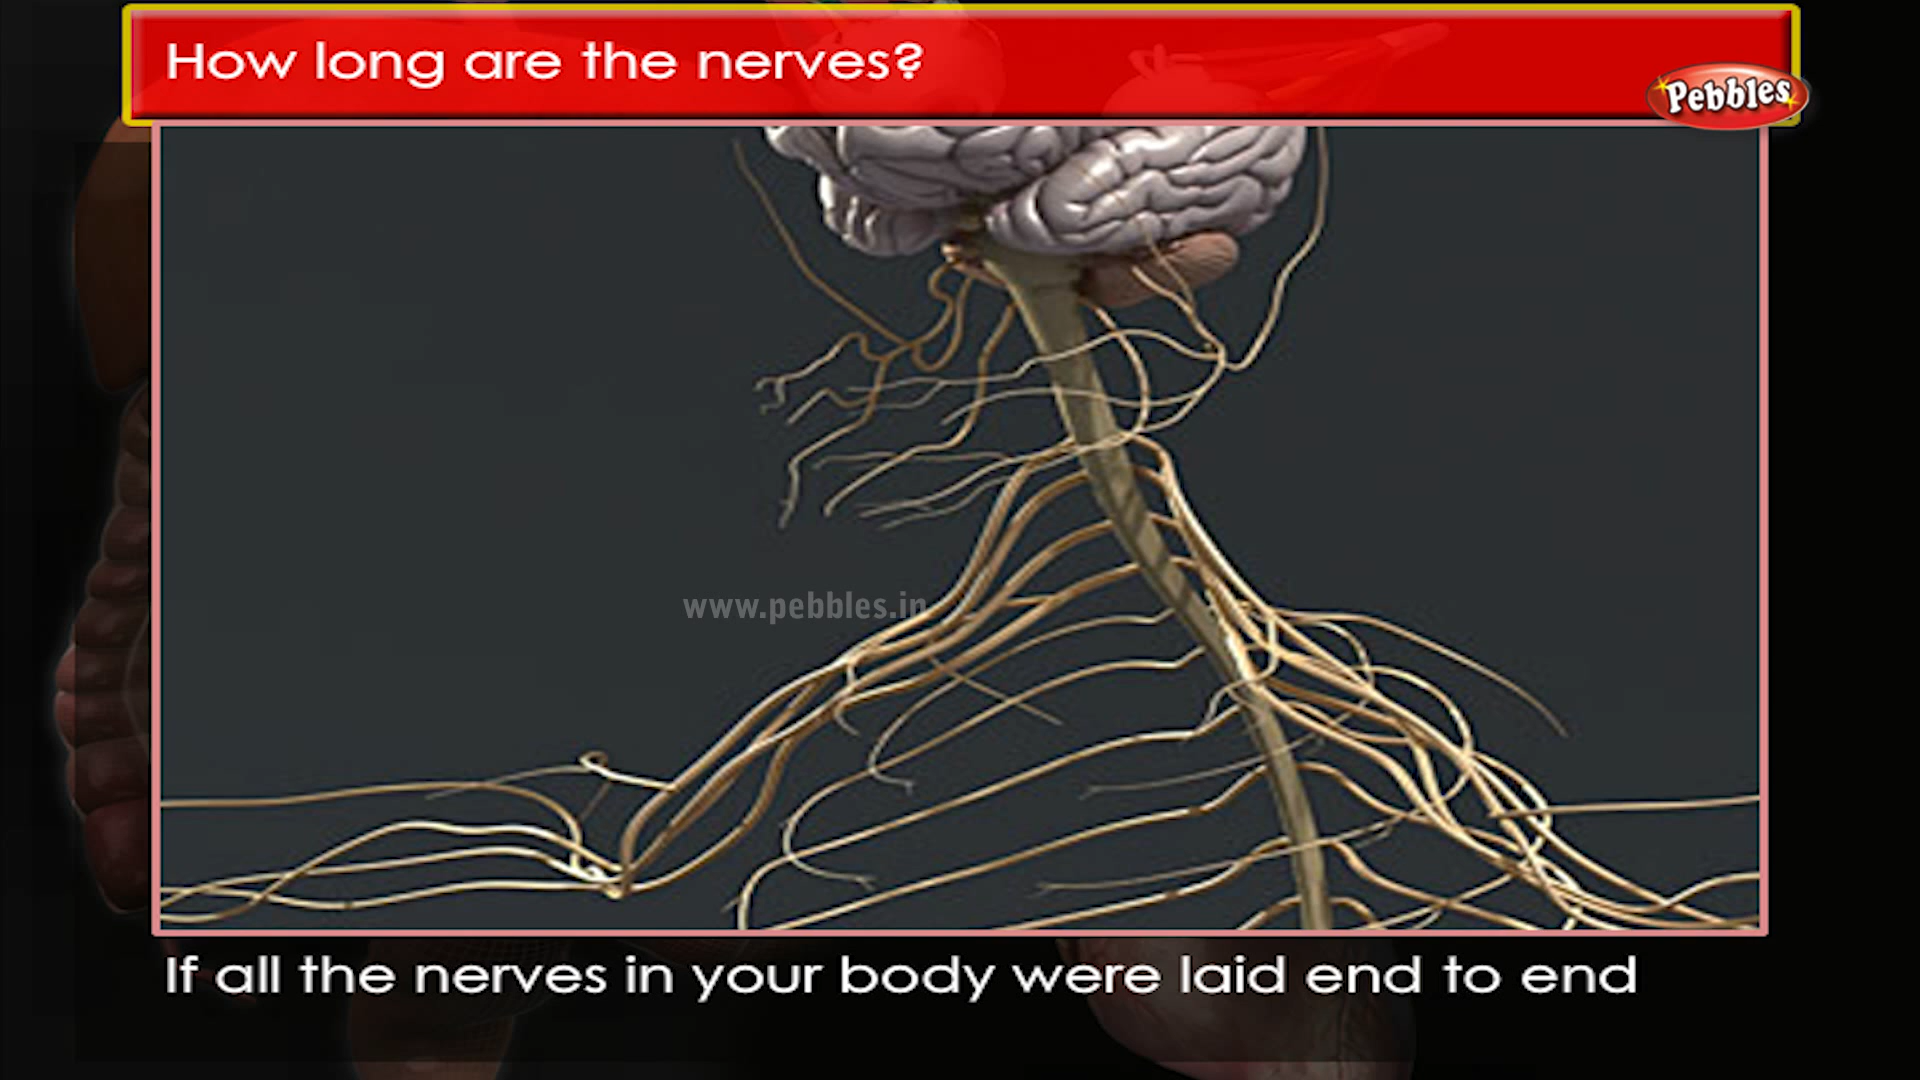 How long are the nerves?
Pebbles
www.pebbles.in
If all the nerves in your body were laid end to end